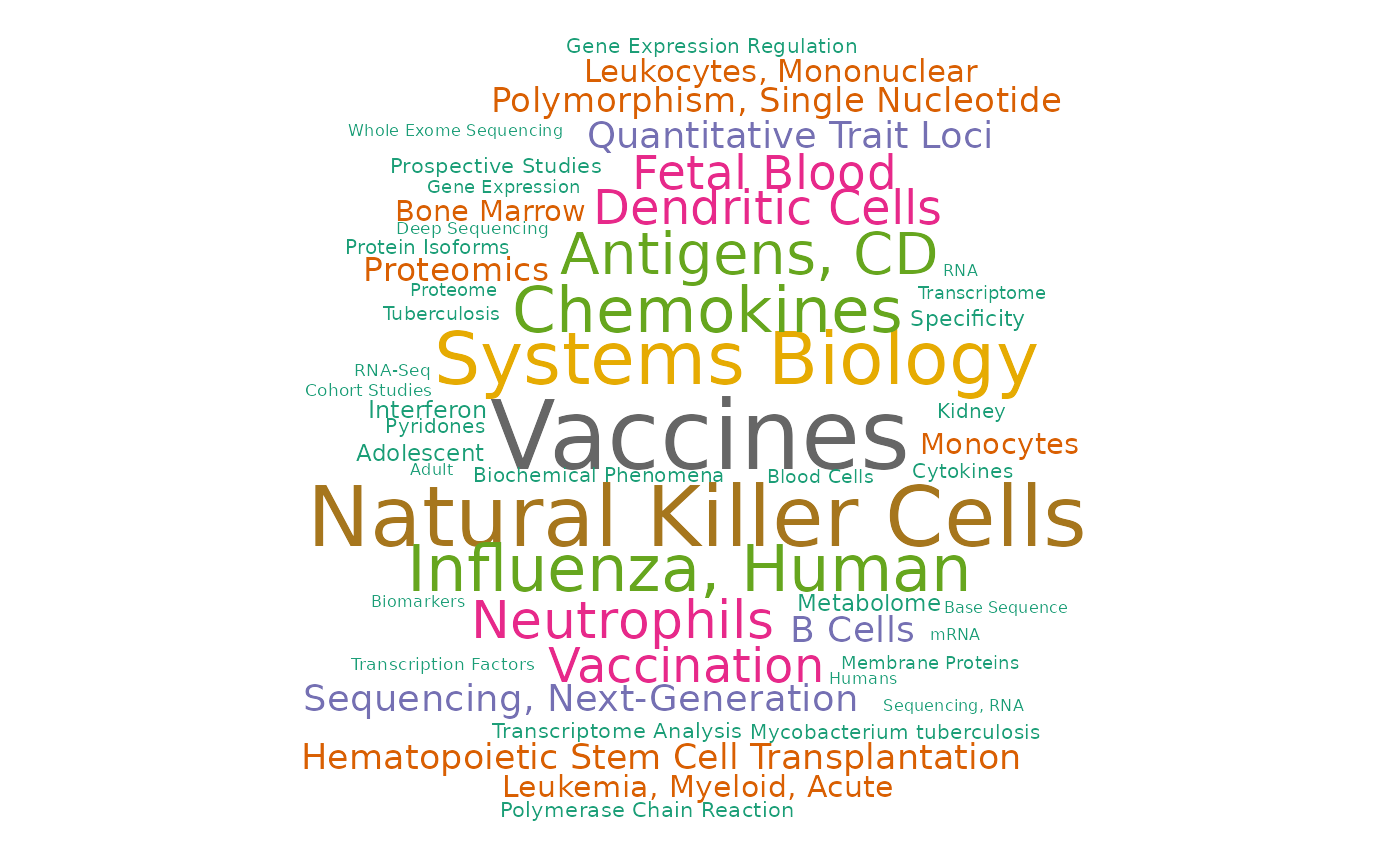 Gene Expression Regulation
Leukocytes, Mononuclear
Polymorphism, Single Nucleotide
Whole Exome Sequencing
Quantitative Trait Loci
Prospective Studies
Fetal Blood
Gene Expression
Bone Marrow
Dendritic Cells
Deep Sequencing
Protein Isoforms
Antigens, CD
Proteomics
RNA
Proteome
Chemokines
Transcriptome
Tuberculosis
Specificity
Systems Biology
RNA-Seq
Cohort Studies
Interferon
Vaccines
Kidney
Pyridones
Monocytes
Adolescent
Adult
Biochemical Phenomena
Blood Cells
Cytokines
Natural Killer Cells
Influenza, Human
Biomarkers
Neutrophils
Metabolome
Base Sequence
B Cells
mRNA
Transcription Factors
Vaccination
Membrane Proteins
Humans
Sequencing, Next-Generation
Sequencing, RNA
Transcriptome Analysis
Mycobacterium tuberculosis
Hematopoietic Stem Cell Transplantation
Leukemia, Myeloid, Acute
Polymerase Chain Reaction